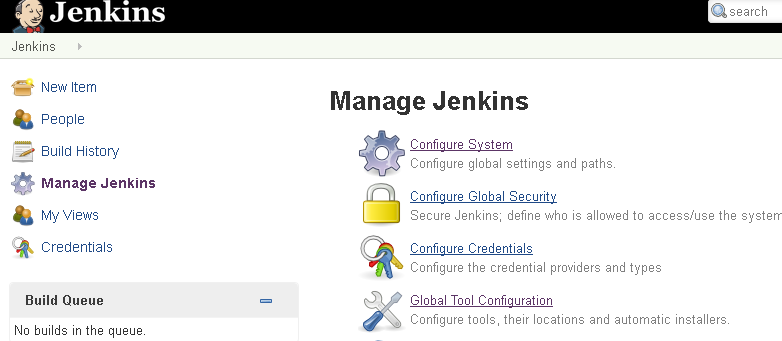 Jenkins
search
Jenkins
New Item
People
Build History
Manage Jenkins
My Views
Credentials
Build Queue
No builds in the queue.
Manage Jenkins
Configure System
Configure global settings and paths.
Configure Global Security
Secure Jenkins; define who is allowed to access/use the system
Configure Credentials
Configure the credential providers and types
Global Tool Configuration
Configure tools, their locations and automatic installers.